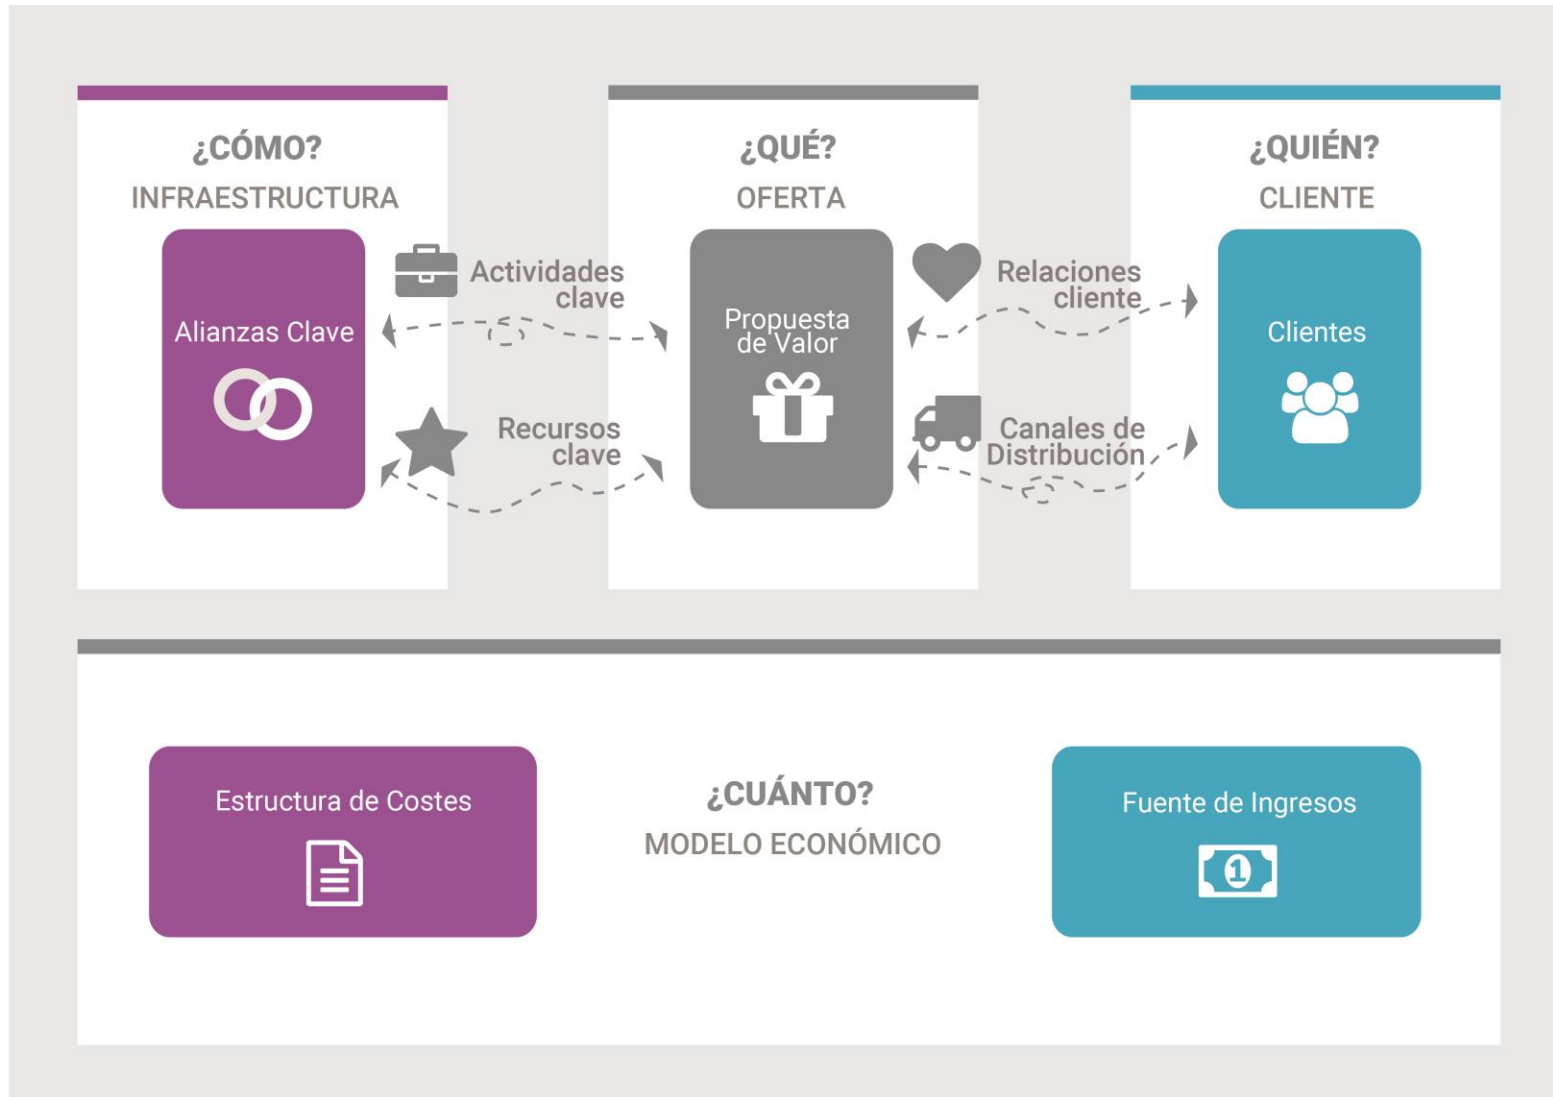 ¿CÓMO?
INFRAESTRUCTURA
Alianzas Clave
Actividades
clave
Recursos
clave
¿QUÉ?
OFERTA
Propuesta
de Valor
Relaciones
cliente
Canales de
Distribución
¿QUIÉN?
CLIENTE
Clientes
Estructura de Costes
¿CUÁNTO?
MODELO ECONÓMICO
Fuente de Ingresos
1